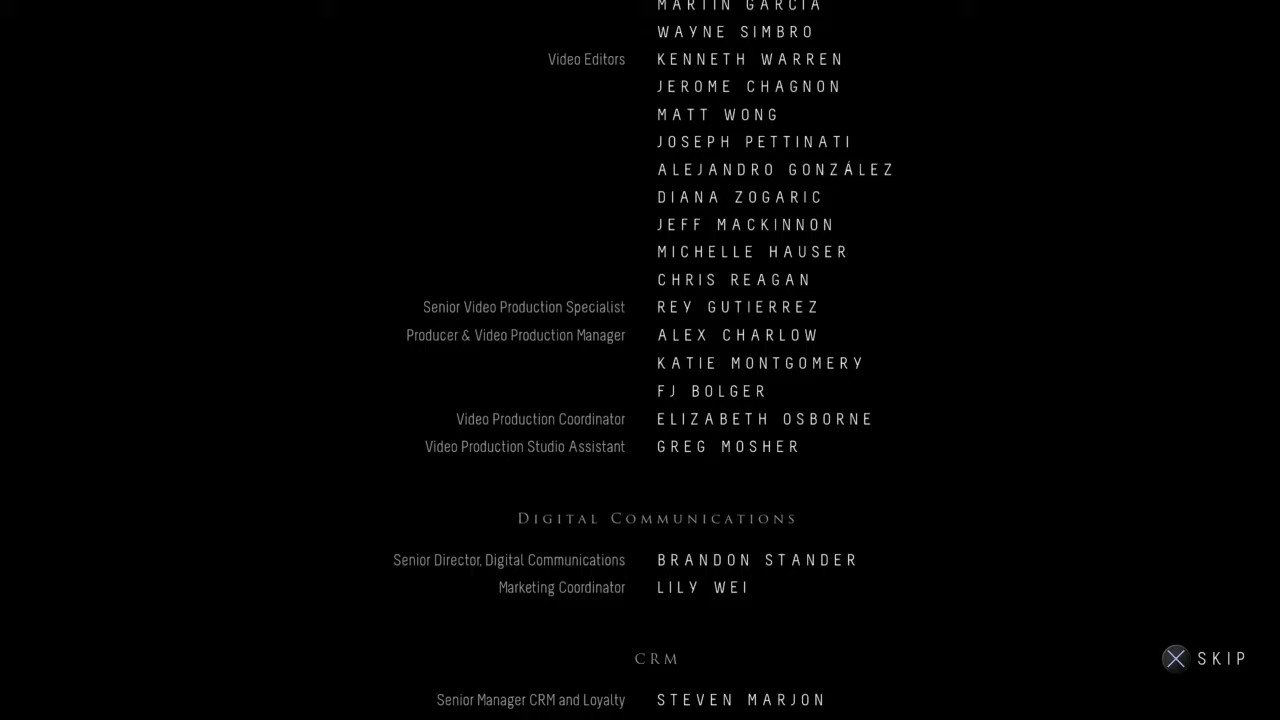 MARTIN GARCIA
WAYNE SIMBRO
Video Editors KENNETH WARREN
JEROME CHAGNON
MATT WONG
JOSEPH PETTINATI
ALEJANDRO GONZÁLEZ
DIANA ZOGARIC
JEFF MACKINNON
MICHELLE HAUSER
CHRIS REAGAN
Senior Video Production Specialist REY GUTIERREZ
Producer & Video Production Manager ALEX CHARLOW
KATIE MONTGOMERY
FJ BOLGER
Video Production Coordinator ELIZABETH OSBORNE
Video Production Studio Assistant GREG MOSHER
DIGITAL COMMUNICATIONS
Senior Director, Digital Communications BRANDON STANDER
Marketing Coordinator LILY WEI
CRM
SKIP
Senior Manager CRM and Loyalty STEVEN MARJON